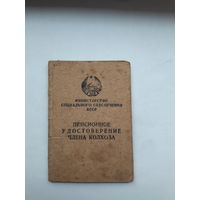 МИНИСТЕРСТВО
СОЦИАЛЬНОГО ОБЕСПЕЧЕНИЯ
БССР
ПЕНСИОННОЕ
УДОСТОВЕРЕНИЕ
ЧЛЕНА КОЛХОЗА